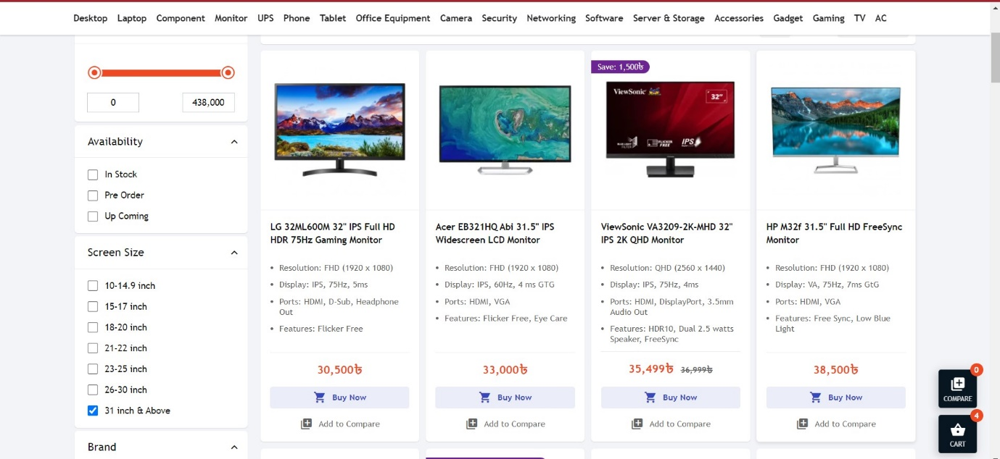 Desktop Laptop Component Monitor UPS Phone Tablet Office Equipment Camera Security Networking Software Server & Storage Accessories Gadget Gaming TV AC
0 438,000
Availability
In Stock
Pre Order
Up Coming
Screen Size
10-14.9 inch
15-17 inch
18-20 inch
21-22 inch
23-25 inch
26-30 inch
31 inch & Above
Brand
LG 32ML600M 32" IPS Full HD
HDR 75Hz Gaming Monitor
• Resolution: FHD (1920 x 1080)
• Display: IPS, 75Hz, 5ms
• Ports: HDMI, D-Sub, Headphone
Out
• Features: Flicker Free
30,500৳
Buy Now
Add to Compare
Acer EB321HQ Abi 31.5" IPS
Widescreen LCD Monitor
• Resolution: FHD (1920 x 1080)
• Display: IPS, 60Hz, 4 ms GTG
• Ports: HDMI, VGA
• Features: Flicker Free, Eye Care
33,000৳
Buy Now
Add to Compare
Save: 1,500৳
ViewSonic
32"
FLICKER
FREE
IPS
ViewSonic VA3209-2K-MHD 32"
IPS 2K QHD Monitor
• Resolution: QHD (2560 x 1440)
• Display: IPS, 75Hz, 4ms
• Ports: HDMI, DisplayPort, 3.5mm
Audio Out
• Features: HDR10, Dual 2.5 watts
Speaker, FreeSync
35,499৳ 36,999৳
Buy Now
Add to Compare
HP M32f 31.5" Full HD FreeSync
Monitor
• Resolution: FHD (1920 x 1080)
• Display: VA, 75Hz, 7ms GtG
• Ports: HDMI, VGA
• Features: Free Sync, Low Blue
Light
38,500৳
Buy Now
Add to Compare
0
COMPARE
4
CART